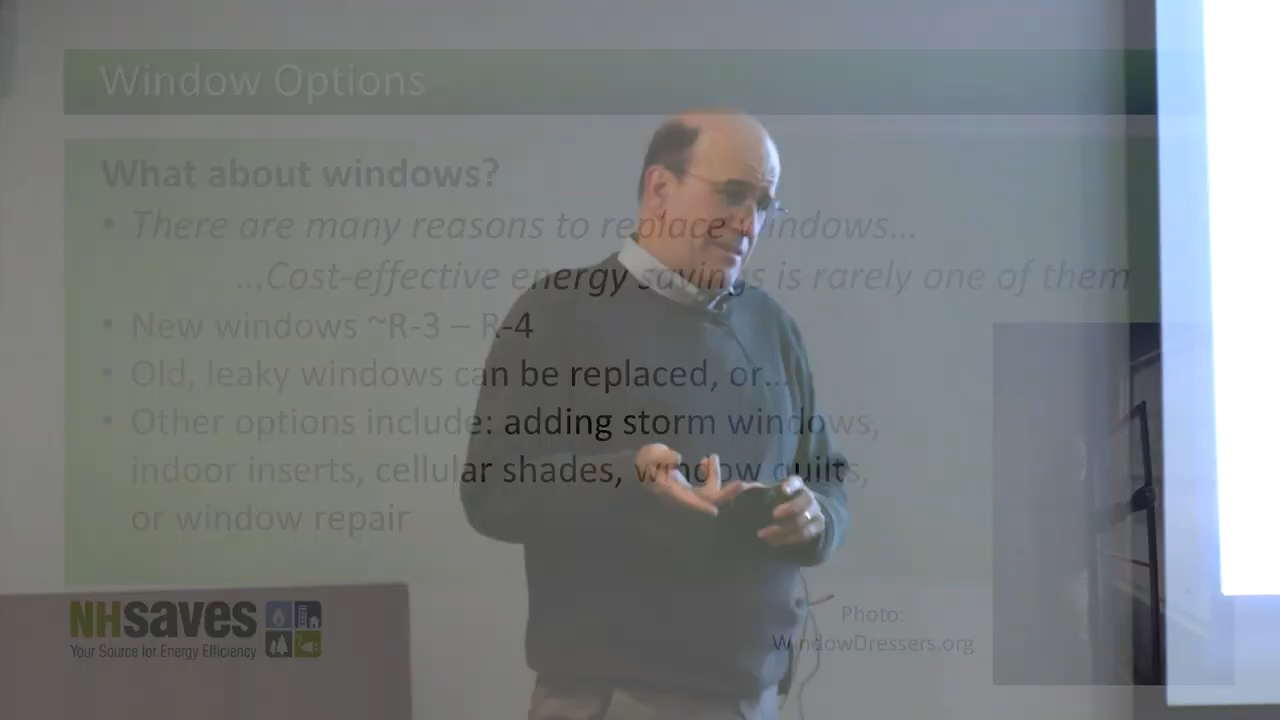 Window Options
What about windows?
• There are many reasons to replace windows...
...Cost-effective energy savings is rarely one of them
• New windows ~R-3 – R-4
• Old, leaky windows can be replaced, or...
• Other options include: adding storm windows,
indoor inserts, cellular shades, window quilts,
or window repair
NHsaves
Your Source for Energy Efficiency
Photo:
WindowDressers.org